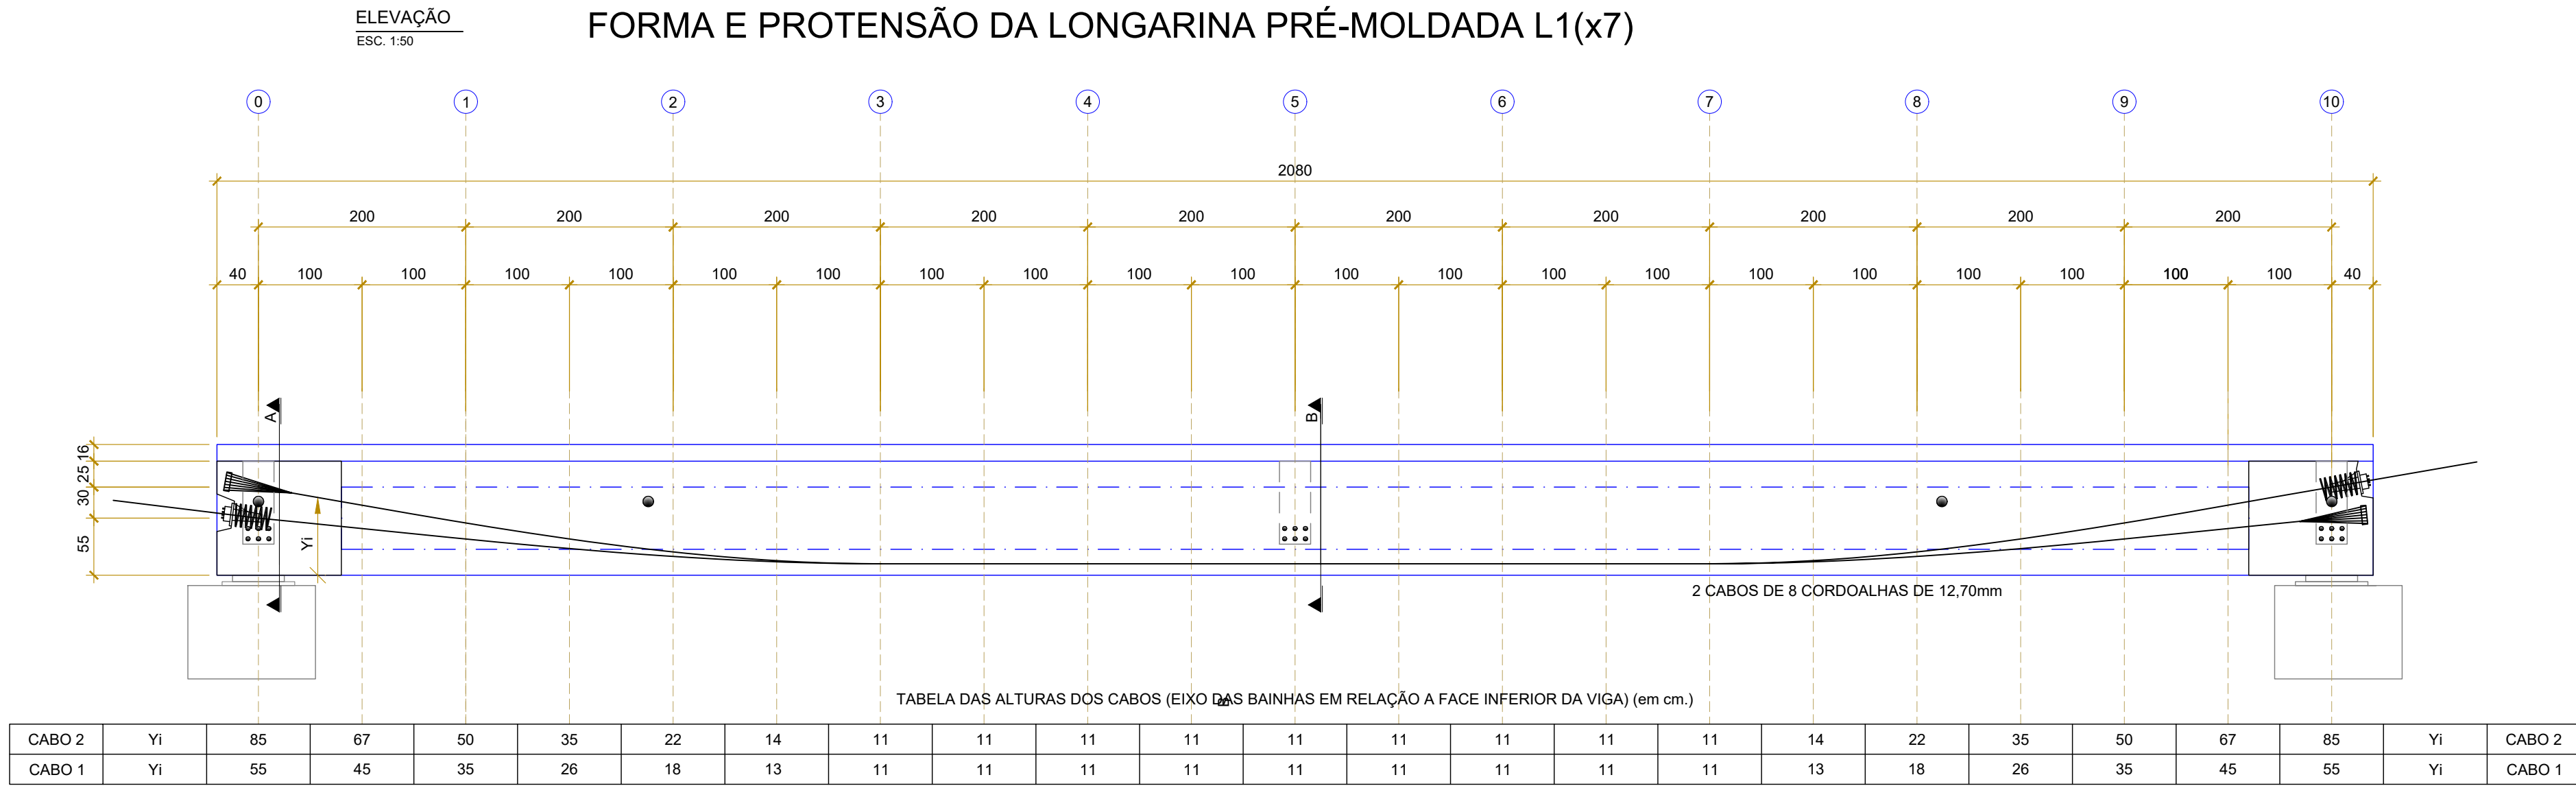 ELEVAÇÃO
ESC. 1:50
FORMA E PROTENSÃO DA LONGARINA PRÉ-MOLDADA L1(x7)
0 1 2 3 4 5 6 7 8 9 10
2080
200 200 200 200 200 200 200 200 200 200
40 100 100 100 100 100 100 100 100 100 100 100 100 100 100 100 100 100 100 100 100 40
A
B
16
25
30
55
Yi
2 CABOS DE 8 CORDOALHAS DE 12,70mm
TABELA DAS ALTURAS DOS CABOS (EIXO DAS BAINHAS EM RELAÇÃO A FACE INFERIOR DA VIGA) (em cm.)
CABO 2 Yi 85 67 50 35 22 14 11 11 11 11 11 11 11 11 11 14 22 35 50 67 85 Yi CABO 2
CABO 1 Yi 55 45 35 26 18 13 11 11 11 11 11 11 11 11 11 13 18 26 35 45 55 Yi CABO 1